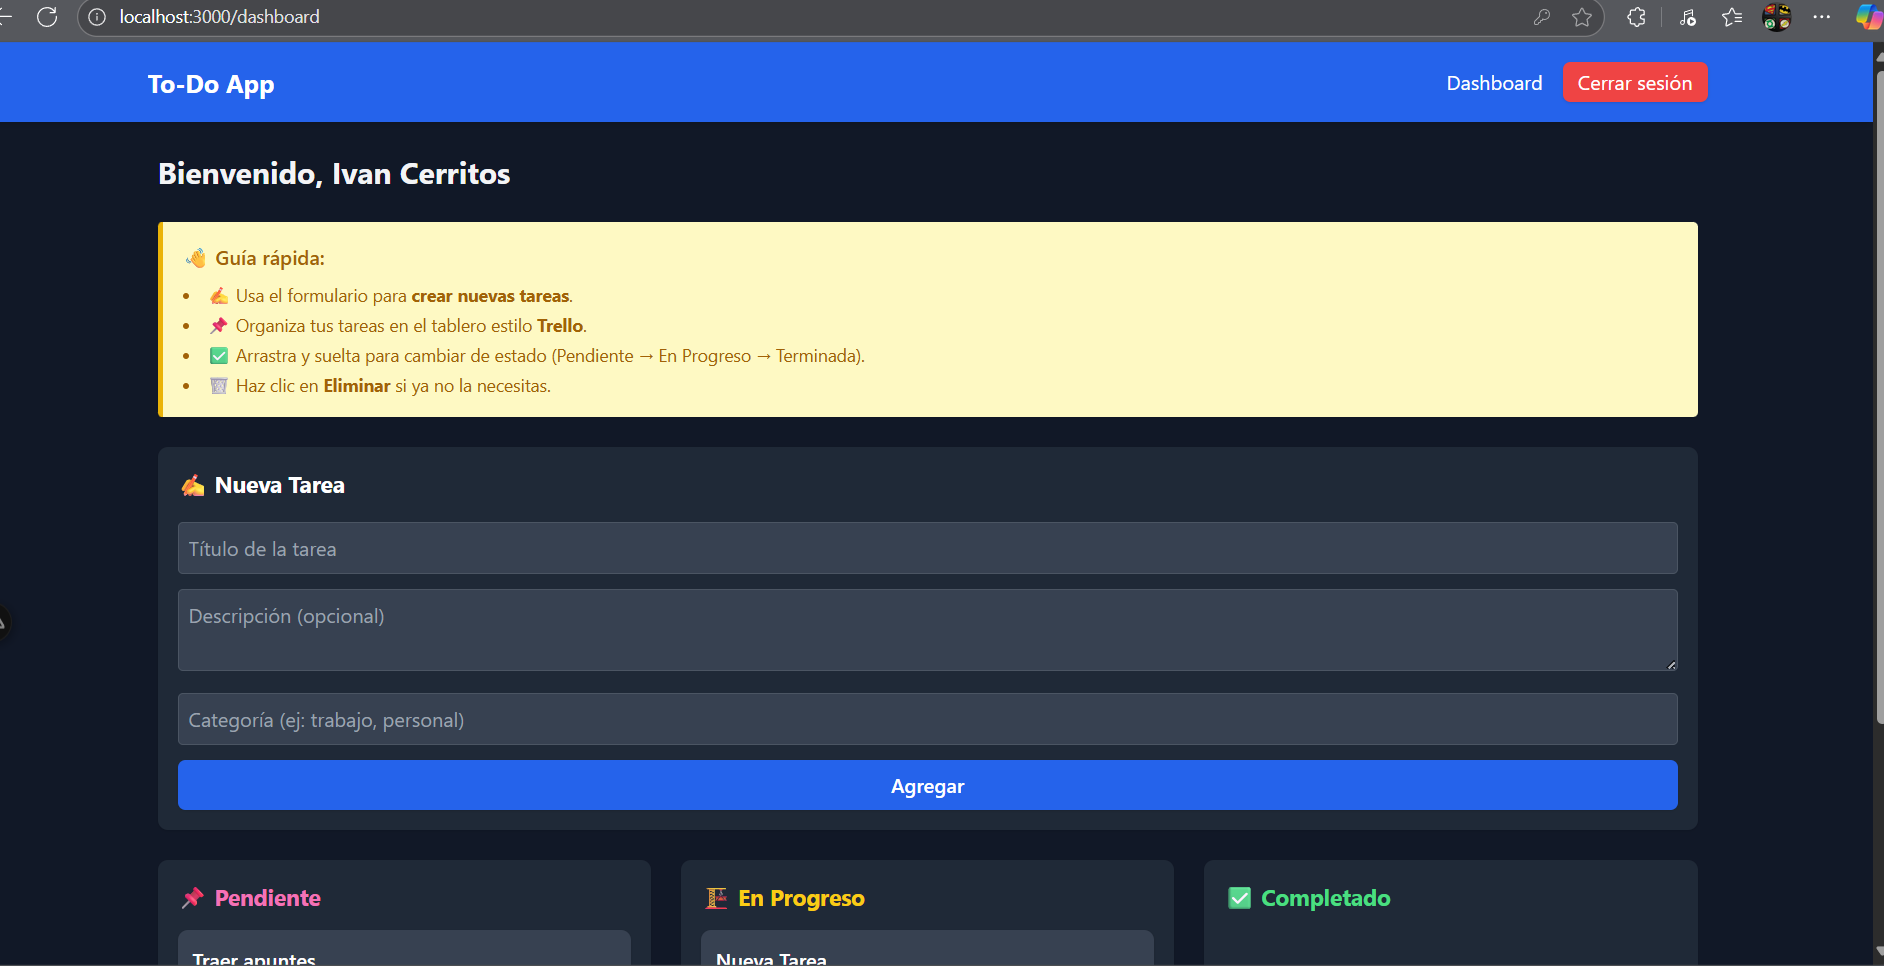 localhost:3000/dashboard
To-Do App
Dashboard
Cerrar sesión
Bienvenido, Ivan Cerritos
👋 Guía rápida:
• ✍️ Usa el formulario para crear nuevas tareas.
• 📌 Organiza tus tareas en el tablero estilo Trello.
• ✅ Arrastra y suelta para cambiar de estado (Pendiente → En Progreso → Terminada).
• 🗑️ Haz clic en Eliminar si ya no la necesitas.
✍️ Nueva Tarea
Título de la tarea
Descripción (opcional)
Categoría (ej: trabajo, personal)
Agregar
📌 Pendiente
Traer apuntes
🏗️ En Progreso
Nueva Tarea
✅ Completado